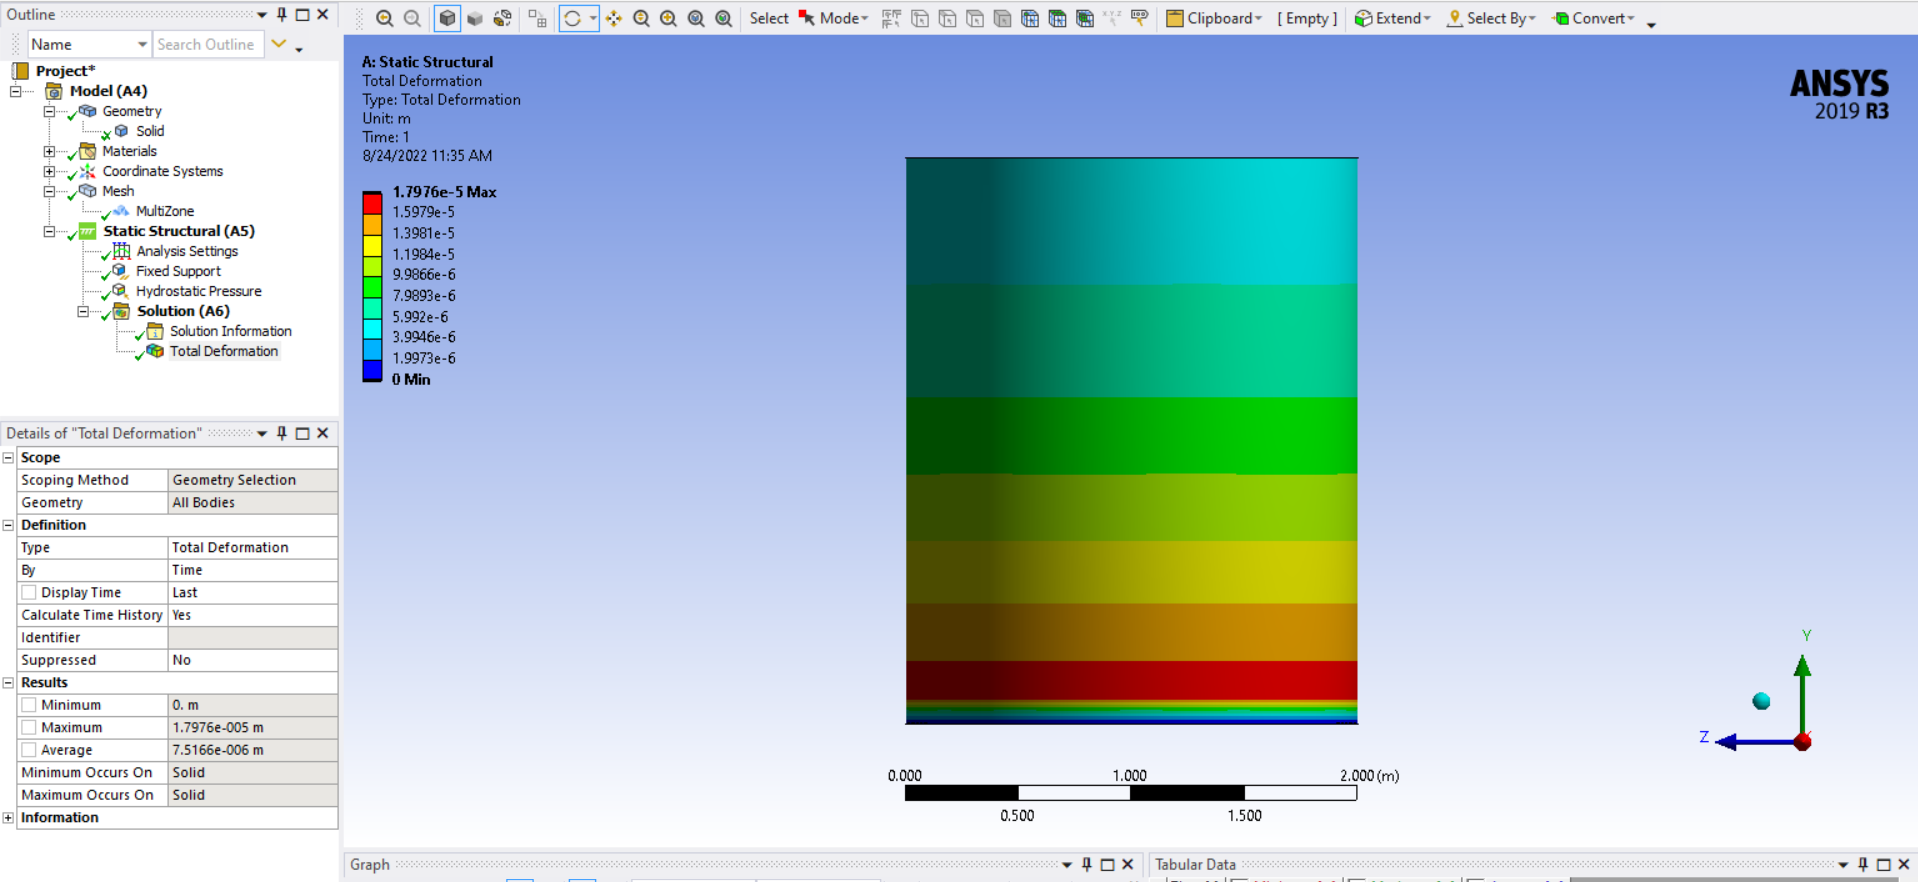 Outline
Name Search Outline
Project*
Model (A4)
Geometry
Solid
Materials
Coordinate Systems
Mesh
MultiZone
Static Structural (A5)
Analysis Settings
Fixed Support
Hydrostatic Pressure
Solution (A6)
Solution Information
Total Deformation
Details of "Total Deformation"
Scope
Scoping Method Geometry Selection
Geometry All Bodies
Definition
Type Total Deformation
By Time
Display Time Last
Calculate Time History Yes
Identifier
Suppressed No
Results
Minimum 0. m
Maximum 1.7976e-005 m
Average 7.5166e-006 m
Minimum Occurs On Solid
Maximum Occurs On Solid
Information
Select Mode Clipboard [ Empty ] Extend Select By Convert
A: Static Structural
Total Deformation
Type: Total Deformation
Unit: m
Time: 1
8/24/2022 11:35 AM
1.7976e-5 Max
1.5979e-5
1.3981e-5
1.1984e-5
9.9866e-6
7.9893e-6
5.992e-6
3.9946e-6
1.9973e-6
0 Min
ANSYS
2019 R3
Y
Z
0.000 1.000 2.000 (m)
0.500 1.500
Graph
Tabular Data